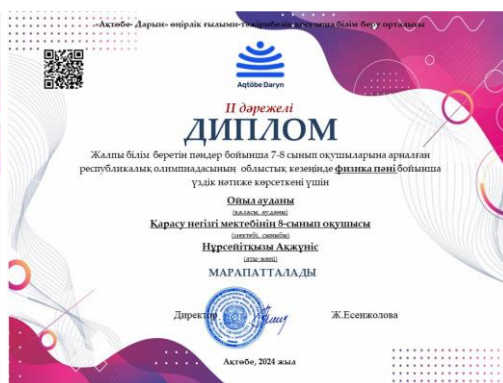 «Ақтөбе- Дарын» өңірлік ғылыми-тәжірибелік қосымша білім беру орталығы
Aqtöbe Daryn
II дәрежелі
ДИПЛОМ
Жалпы білім беретін пәндер бойынша 7-8 сынып оқушыларына арналған
республикалық олимпиадасының облыстық кезеңінде физика пәні бойынша
үздік нәтиже көрсеткені үшін
Ойыл ауданы
(қаласы, ауданы)
Қарасу негізгі мектебінің 8-сынып оқушысы
(мектебі, сыныбы)
Нұрсейітқызы Ақжүніс
(аты-жөні)
МАРАПАТТАЛАДЫ
Директор Ж.Есенжолова
Ақтөбе, 2024 жыл